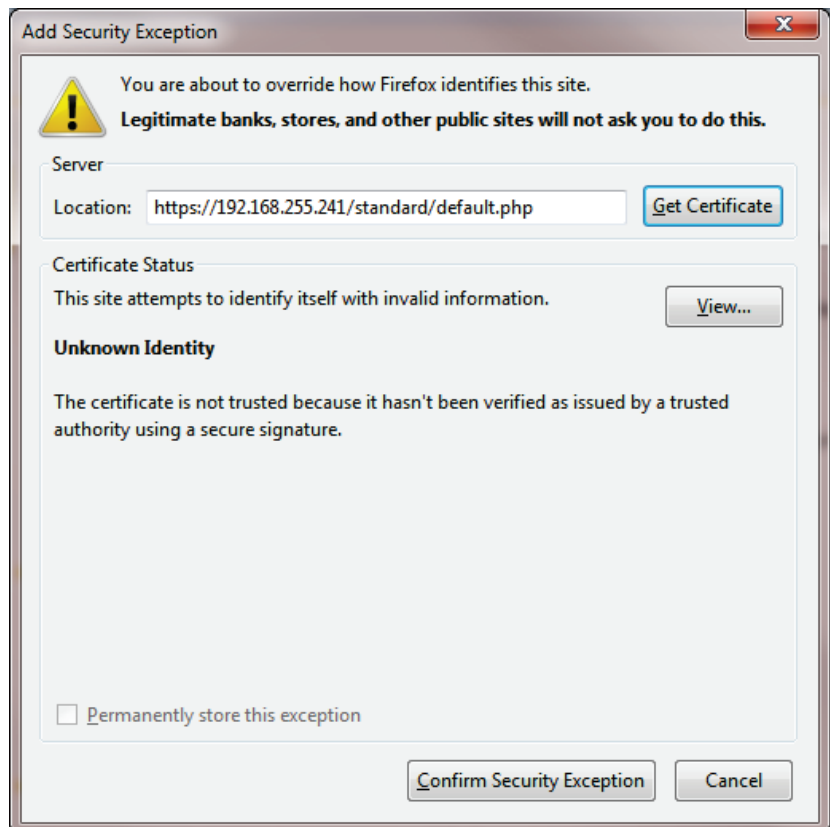 Add Security Exception
You are about to override how Firefox identifies this site.
Legitimate banks, stores, and other public sites will not ask you to do this.
Server
Location: https://192.168.255.241/standard/default.php Get Certificate
Certificate Status
This site attempts to identify itself with invalid information.
View...
Unknown Identity
The certificate is not trusted because it hasn't been verified as issued by a trusted
authority using a secure signature.
Permanently store this exception
Confirm Security Exception Cancel